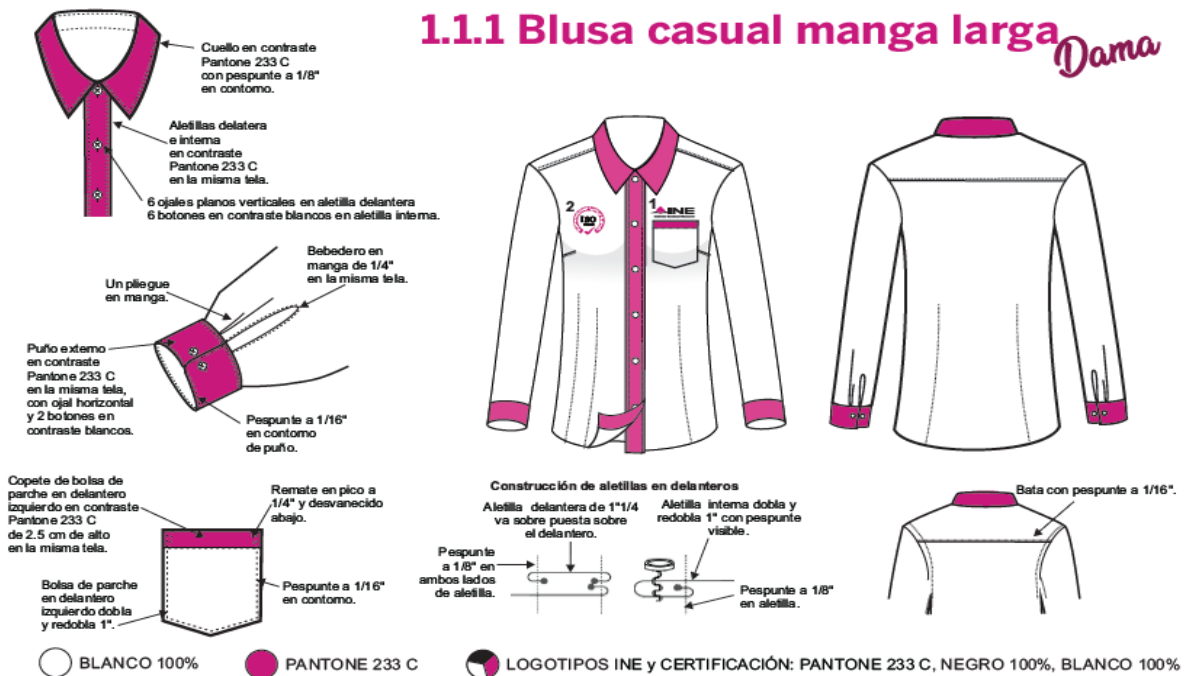 1.1.1 Blusa casual manga larga
Dama
Cuello en contraste
Pantone 233 C
con pespunte a 1/8"
en contorno.
Aletillas delatera
e interna
en contraste
Pantone 233 C
en la misma tela.
6 ojales planos verticales en aletilla delantera
6 botones en contraste blancos en aletilla interna.
Bebedero en
manga de 1/4"
en la misma tela.
Un pliegue
en manga.
Puño externo
en contraste
Pantone 233 C
en la misma tela,
con ojal horizontal
y 2 botones en
contraste blancos.
Pespunte a 1/16"
en contorno
de puño.
2
ISO
1
INE
Copete de bolsa de
parche en delantero
izquierdo en contraste
Pantone 233 C
de 2.5 cm de alto
en la misma tela.
Remate en pico a
1/4" y desvanecido
abajo.
Bolsa de parche
en delantero
izquierdo dobla
y redobla 1".
Pespunte a 1/16"
en contorno.
Construcción de aletillas en delanteros
Aletilla delantera de 1"1/4
va sobre puesta sobre
el delantero.
Aletilla interna dobla y
redobla 1" con pespunte
visible.
Pespunte
a 1/8" en
ambos lados
de aletilla.
Pespunte a 1/8"
en aletilla.
Bata con pespunte a 1/16".
BLANCO 100%
PANTONE 233 C
LOGOTIPOS INE y CERTIFICACIÓN: PANTONE 233 C, NEGRO 100%, BLANCO 100%